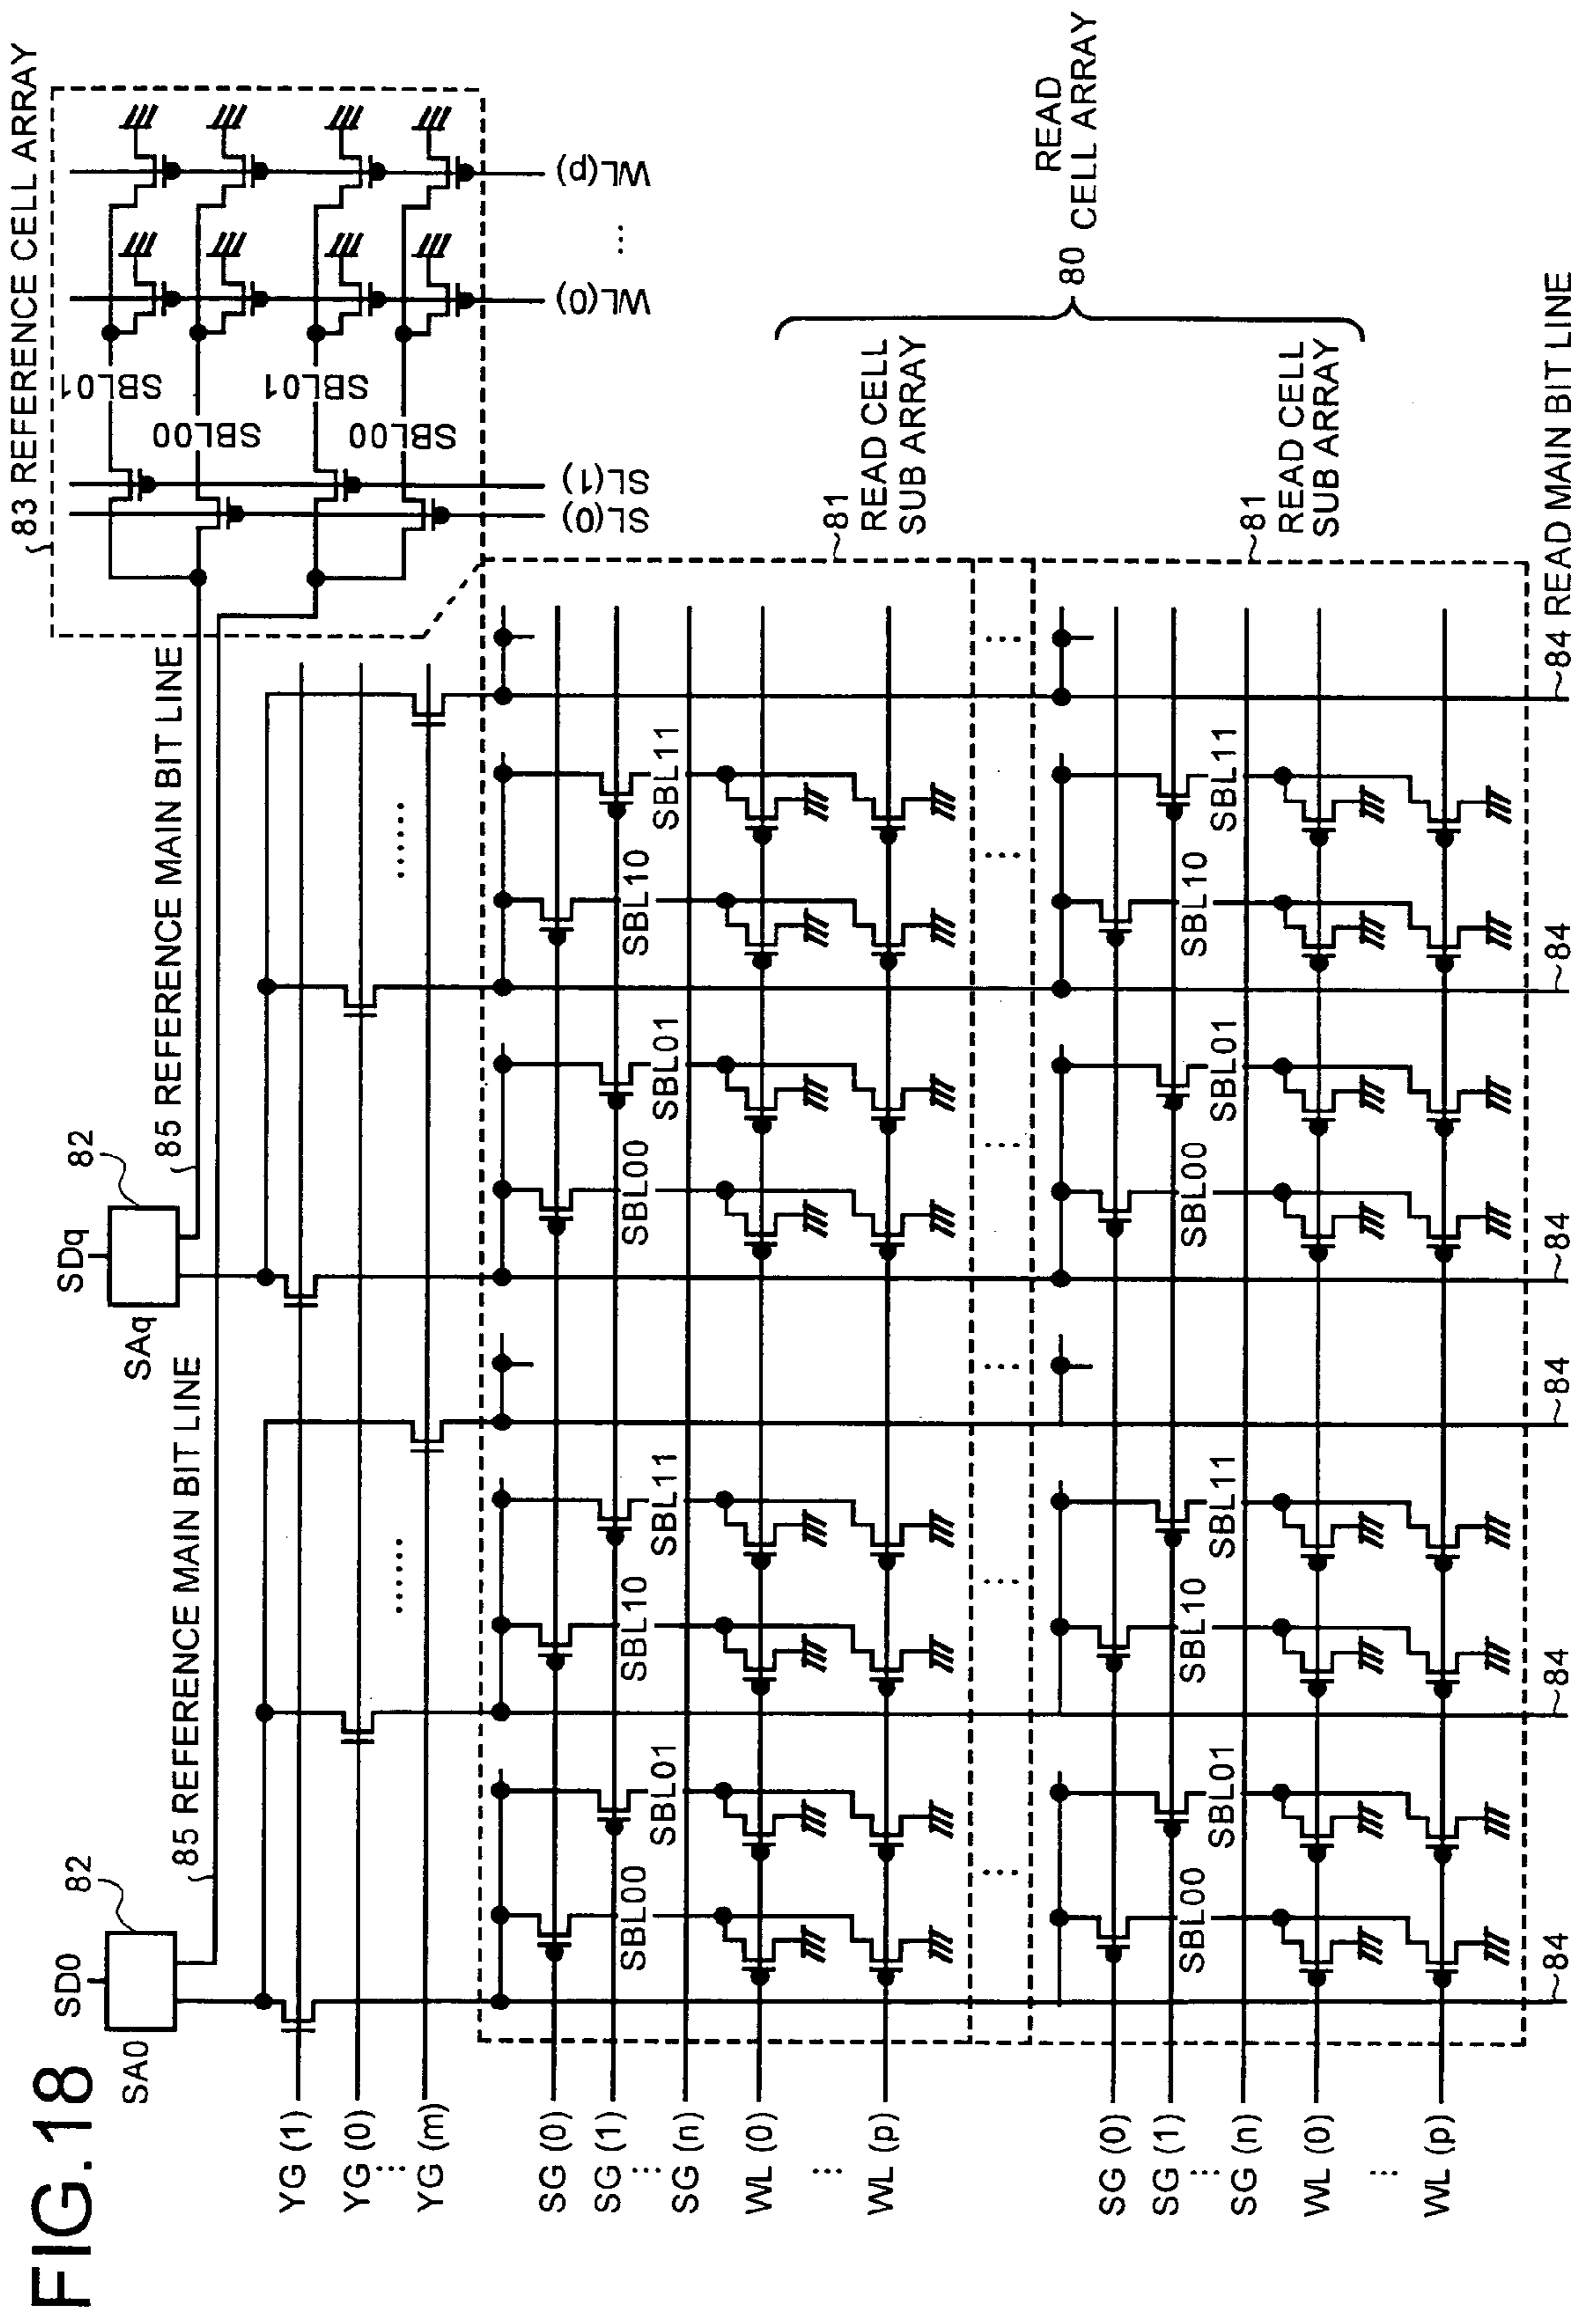 FIG. 18
83 REFERENCE CELL ARRAY
SD0
82
SA0
SDq
82
SAq
85 REFERENCE MAIN BIT LINE
85 REFERENCE MAIN BIT LINE
SBL01
SBL00
SBL01
SBL00
SL(0)
SL(1)
WL(0)
...
WL(p)
YG (1)
YG (0)
...
YG (m)
......
......
SG (0)
SG (1)
...
SG (n)
WL (0)
...
WL (p)
SBL00
SBL01
SBL10
SBL11
SBL00
SBL01
SBL10
SBL11
81
READ CELL
SUB ARRAY
...
...
...
...
...
...
SG (0)
SG (1)
...
SG (n)
WL (0)
...
WL (p)
SBL00
SBL01
SBL10
SBL11
SBL00
SBL01
SBL10
SBL11
81
READ CELL
SUB ARRAY
80 READ
CELL ARRAY
84
84
84
84
84
84 READ MAIN BIT LINE